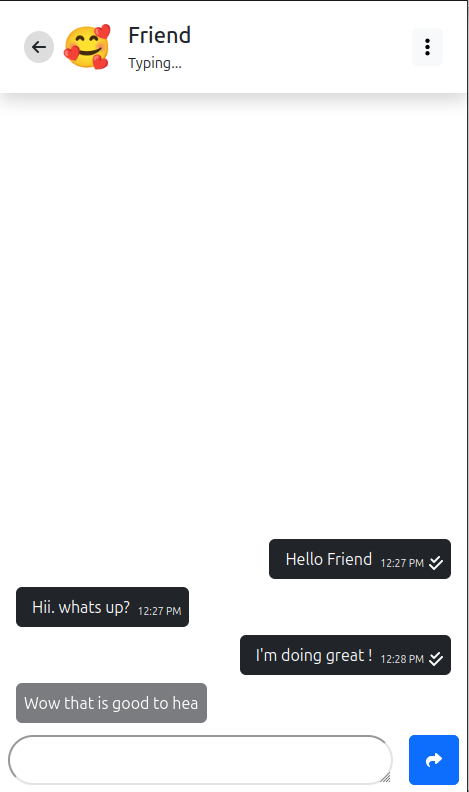 Friend
Typing...
Hello Friend 12:27 PM
Hii. whats up? 12:27 PM
I'm doing great ! 12:28 PM
Wow that is good to hea